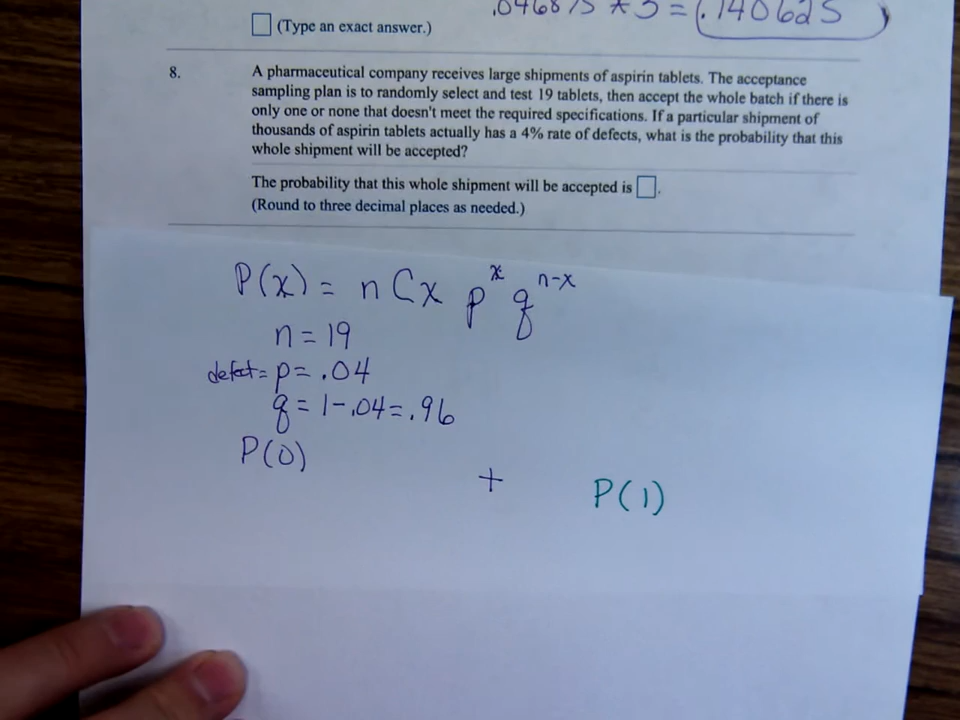 .046875 * 3 = .140625
(Type an exact answer.)
8. A pharmaceutical company receives large shipments of aspirin tablets. The acceptance
sampling plan is to randomly select and test 19 tablets, then accept the whole batch if there is
only one or none that doesn't meet the required specifications. If a particular shipment of
thousands of aspirin tablets actually has a 4% rate of defects, what is the probability that this
whole shipment will be accepted?
The probability that this whole shipment will be accepted is .
(Round to three decimal places as needed.)
P(x) = nCx p^x q^(n-x)
n = 19
defect = p = .04
q = 1 - .04 = .96
P(0) + P(1)